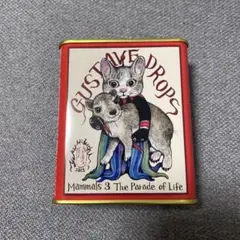 GUSTAVE DROPS
Mammals 3 The Parade of Life